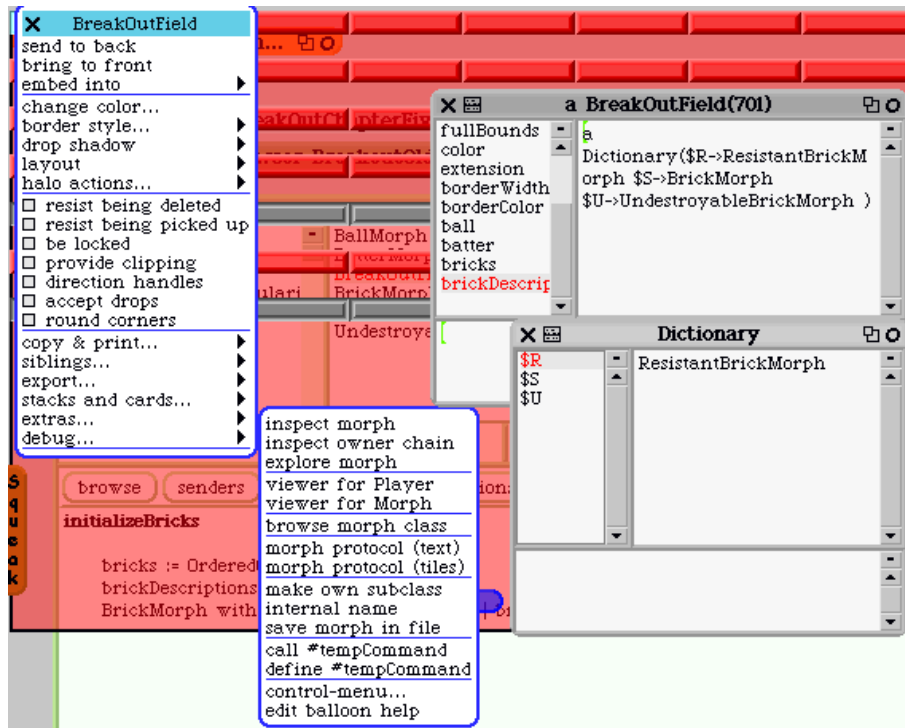 BreakOutField
send to back
bring to front
embed into
change color...
border style...
drop shadow
layout
halo actions...
resist being deleted
resist being picked up
be locked
provide clipping
direction handles
accept drops
round corners
copy & print...
siblings...
export...
stacks and cards...
extras...
debug...
inspect morph
inspect owner chain
explore morph
viewer for Player
viewer for Morph
browse morph class
morph protocol (text)
morph protocol (tiles)
make own subclass
internal name
save morph in file
call #tempCommand
define #tempCommand
control-menu...
edit balloon help
a BreakOutField(701)
fullBounds
color
extension
borderWidth
borderColor
ball
batter
bricks
brickDescrip
a
Dictionary($R->ResistantBrickM
orph $S->BrickMorph
$U->UndestroyableBrickMorph )
Dictionary
$R
$S
$U
ResistantBrickMorph
BallMorph
BrickMorph
Undestroya
Squeak
browse
senders
initializeBricks
bricks := Ordered
brickDescriptions
BrickMorph with